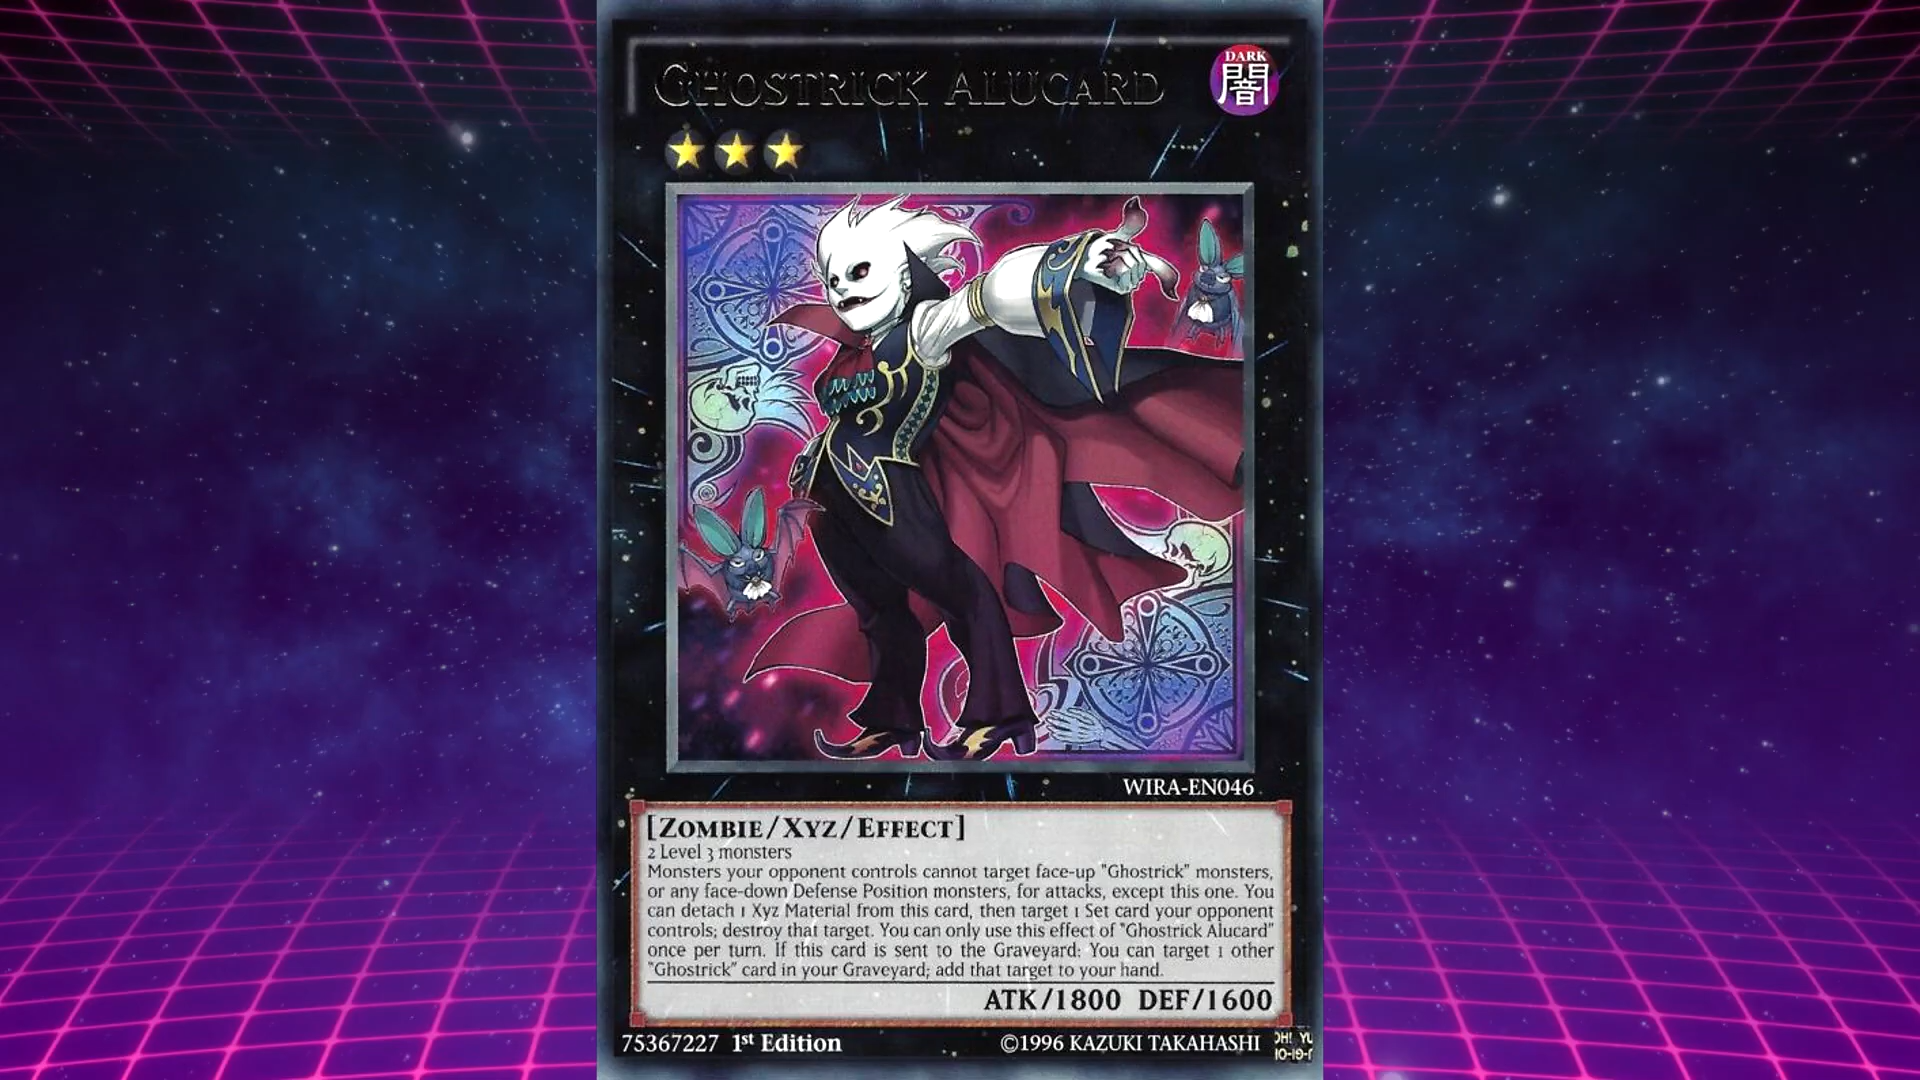 GHOSTRICK ALUCARD
DARK
闇
WIRA-EN046
[ZOMBIE/XYZ/EFFECT]
2 Level 3 monsters
Monsters your opponent controls cannot target face-up "Ghostrick" monsters,
or any face-down Defense Position monsters, for attacks, except this one. You
can detach 1 Xyz Material from this card, then target 1 Set card your opponent
controls; destroy that target. You can only use this effect of "Ghostrick Alucard"
once per turn. If this card is sent to the Graveyard: You can target 1 other
"Ghostrick" card in your Graveyard; add that target to your hand.
ATK/1800 DEF/1600
75367227 1st Edition
©1996 KAZUKI TAKAHASHI